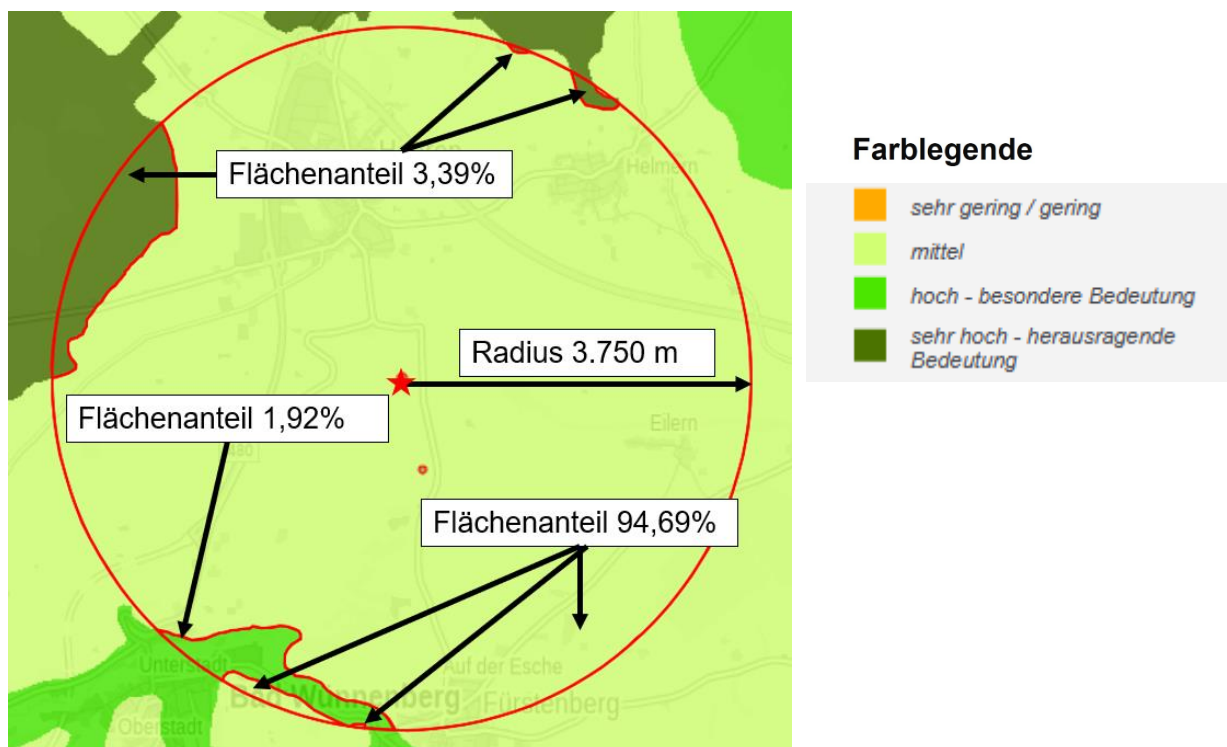 Helmern
Flächenanteil 3,39%
Radius 3.750 m
Flächenanteil 1,92%
Eilern
480
Flächenanteil 94,69%
Unterstadt
Auf der Esche
Bad Wünnenberg
Fürstenberg
Oberstadt
Farblegende
sehr gering / gering
mittel
hoch - besondere Bedeutung
sehr hoch - herausragende
Bedeutung